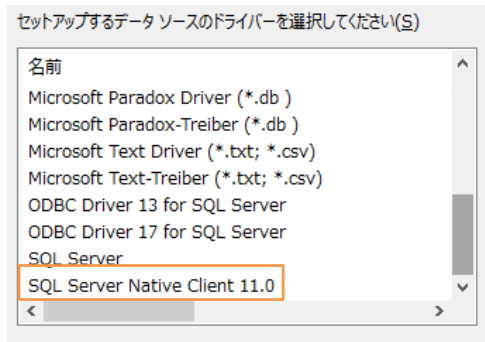 セットアップするデータ ソースのドライバーを選択してください(S)
名前
Microsoft Paradox Driver (*.db )
Microsoft Paradox-Treiber (*.db )
Microsoft Text Driver (*.txt; *.csv)
Microsoft Text-Treiber (*.txt; *.csv)
ODBC Driver 13 for SQL Server
ODBC Driver 17 for SQL Server
SQL Server
SQL Server Native Client 11.0